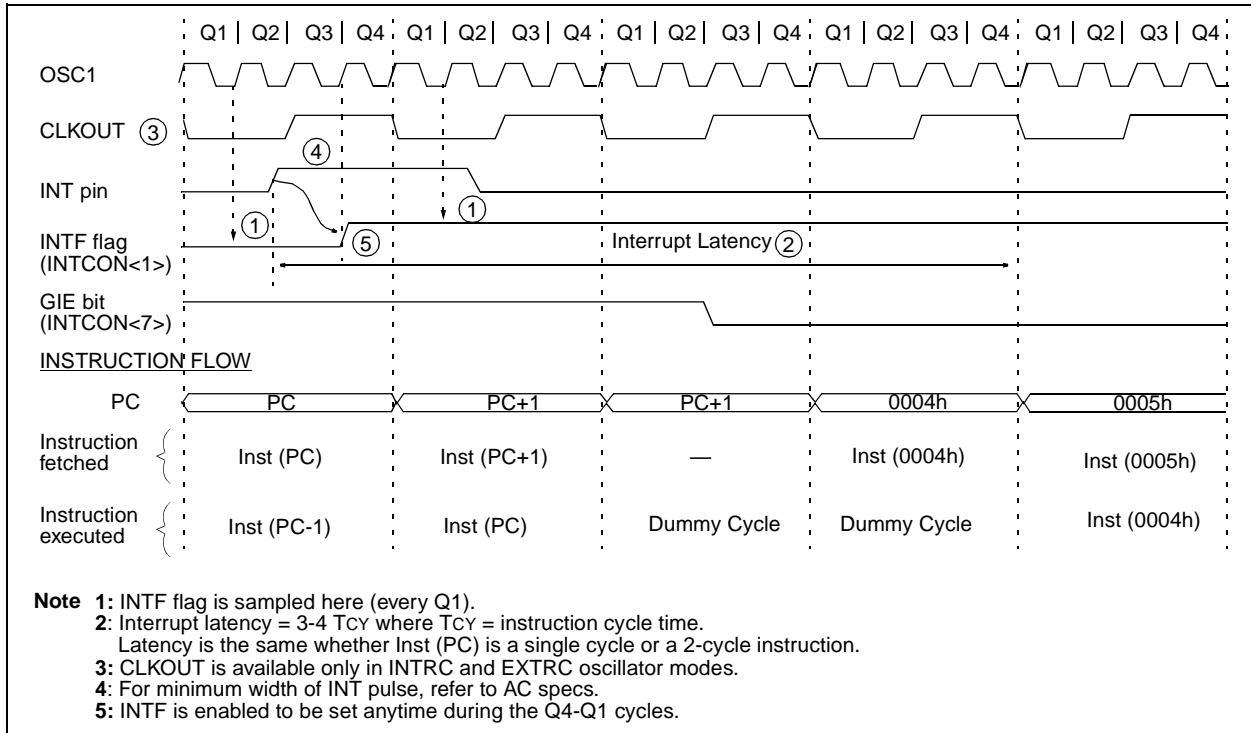 Q1 | Q2 | Q3 | Q4 Q1 | Q2 | Q3 | Q4 Q1 | Q2 | Q3 | Q4 Q1 | Q2 | Q3 | Q4 Q1 | Q2 | Q3 | Q4
OSC1
CLKOUT 3
4
INT pin
1 1
INTF flag
(INTCON<1>)
5 Interrupt Latency 2
GIE bit
(INTCON<7>)
INSTRUCTION FLOW
PC PC PC+1 PC+1 0004h 0005h
Instruction
fetched
Inst (PC) Inst (PC+1) — Inst (0004h) Inst (0005h)
Instruction
executed
Inst (PC-1) Inst (PC) Dummy Cycle Dummy Cycle Inst (0004h)
Note 1: INTF flag is sampled here (every Q1).
2: Interrupt latency = 3-4 TCY where TCY = instruction cycle time.
Latency is the same whether Inst (PC) is a single cycle or a 2-cycle instruction.
3: CLKOUT is available only in INTRC and EXTRC oscillator modes.
4: For minimum width of INT pulse, refer to AC specs.
5: INTF is enabled to be set anytime during the Q4-Q1 cycles.